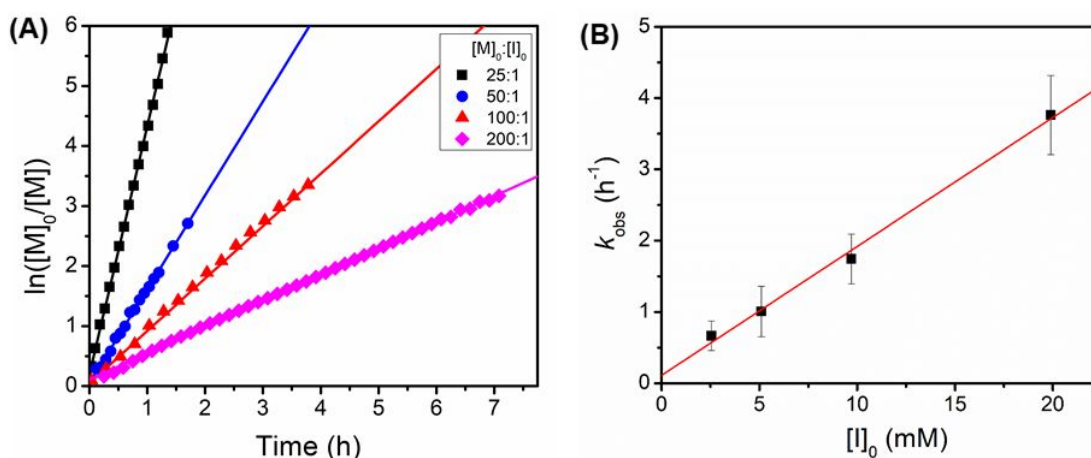 (A)
ln([M]₀/[M])
6
5
4
3
2
1
0
0 1 2 3 4 5 6 7
Time (h)
[M]₀:[I]₀
25:1
50:1
100:1
200:1
(B)
k_obs (h⁻¹)
5
4
3
2
1
0
0 5 10 15 20
[I]₀ (mM)